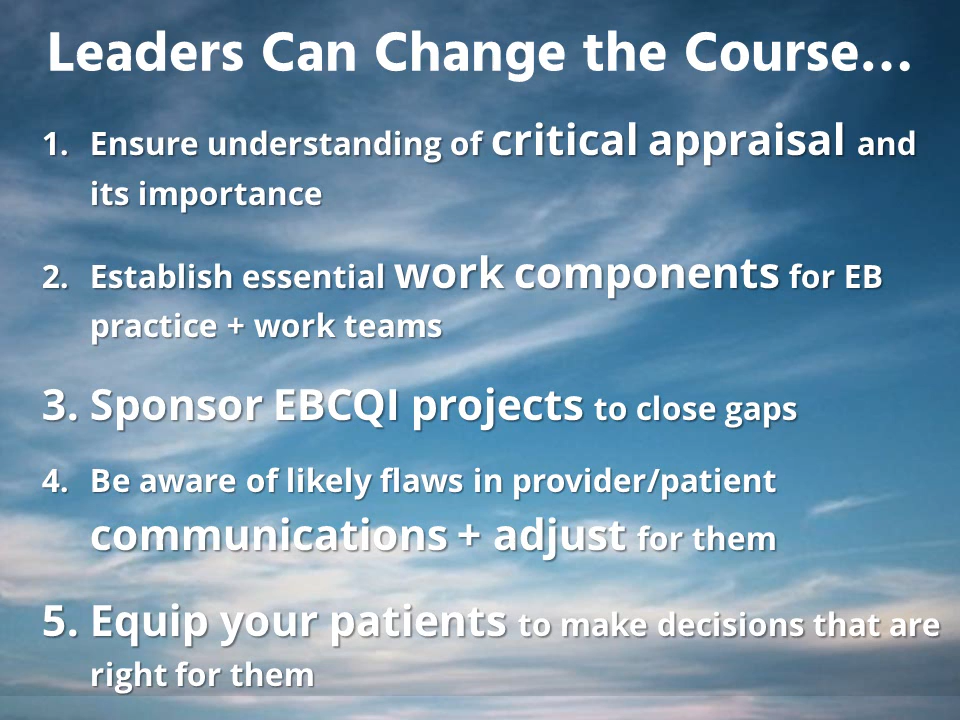 Leaders Can Change the Course…
1. Ensure understanding of critical appraisal and
its importance
2. Establish essential work components for EB
practice + work teams
3. Sponsor EBCQI projects to close gaps
4. Be aware of likely flaws in provider/patient
communications + adjust for them
5. Equip your patients to make decisions that are
right for them